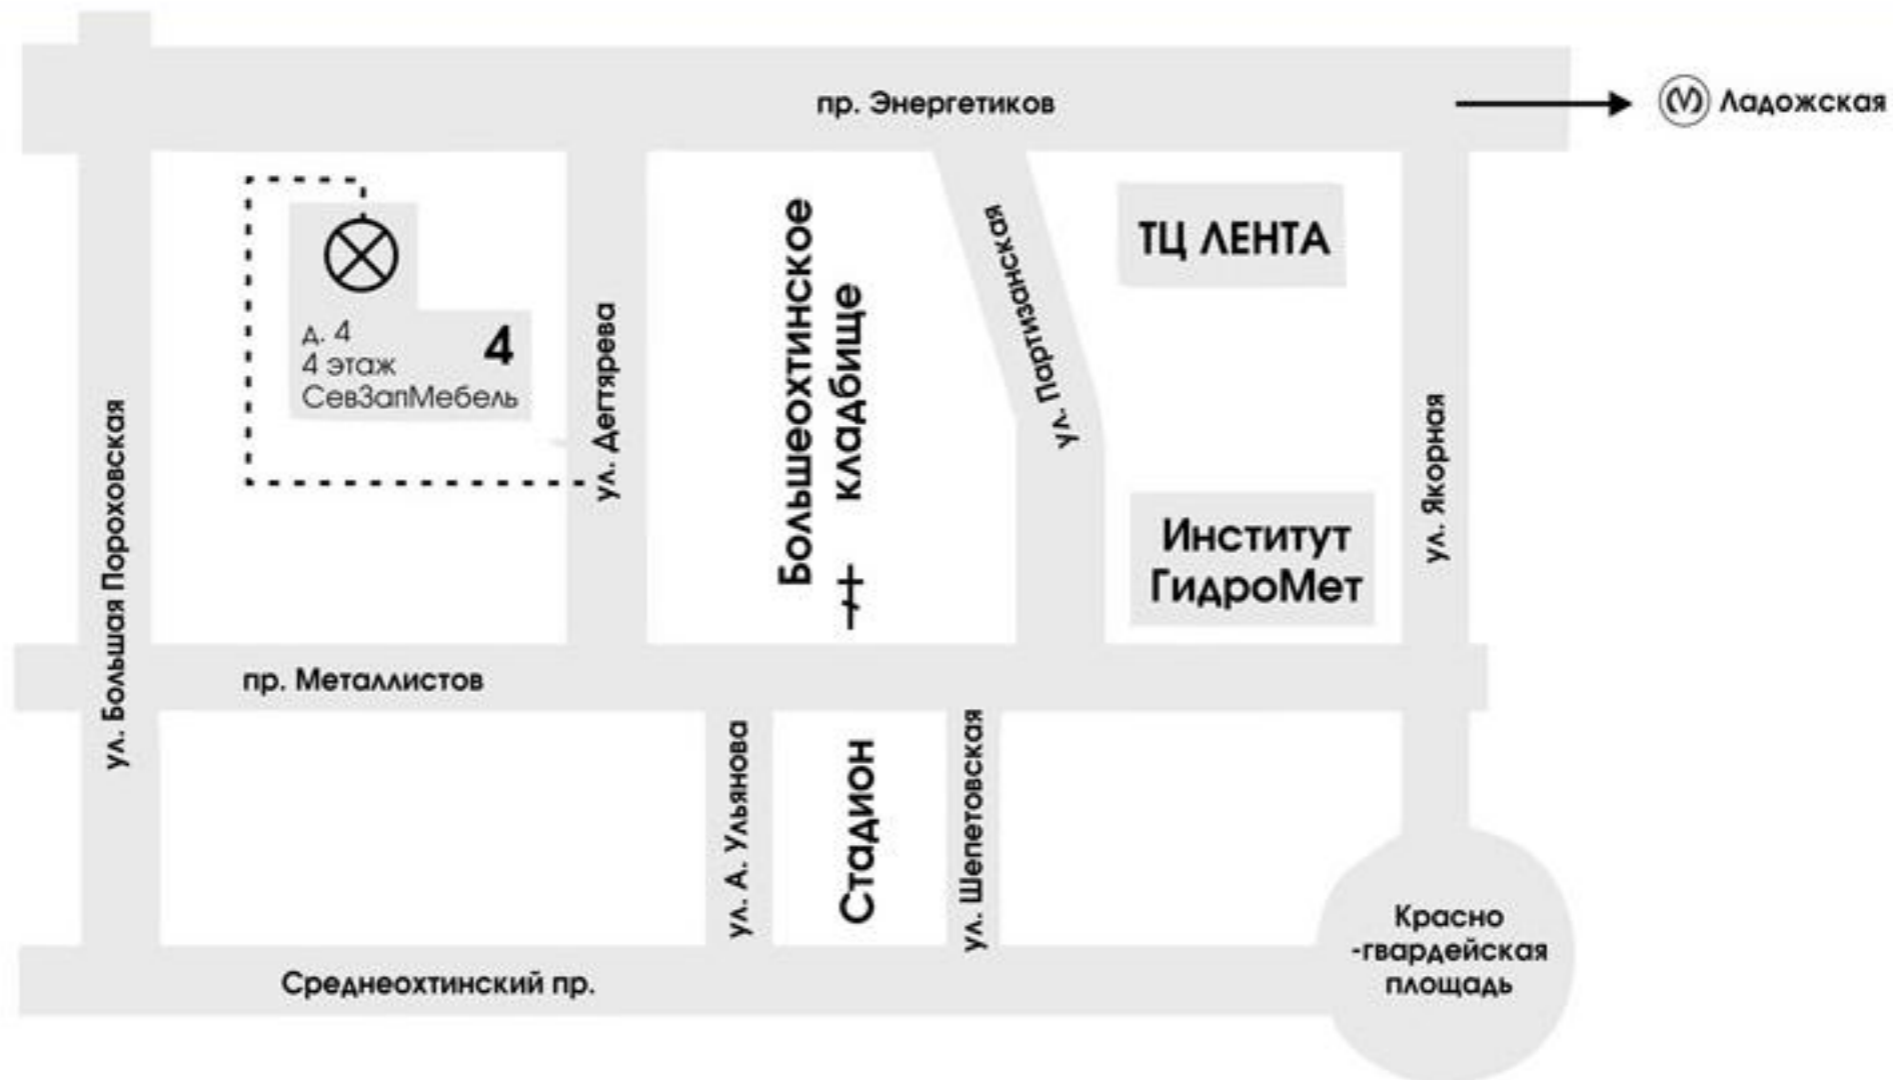 пр. Энергетиков
Ладожская
ул. Большая Пороховская
д. 4
4 этаж
СевЗапМебель
4
ул. Дегтярева
Большеохтинское
кладбище
ул. Партизанская
ТЦ ЛЕНТА
Институт
ГидроМет
ул. Якорная
пр. Металлистов
ул. А. Ульянова
Стадион
ул. Шепетовская
Среднеохтинский пр.
Красно
-гвардейская
площадь